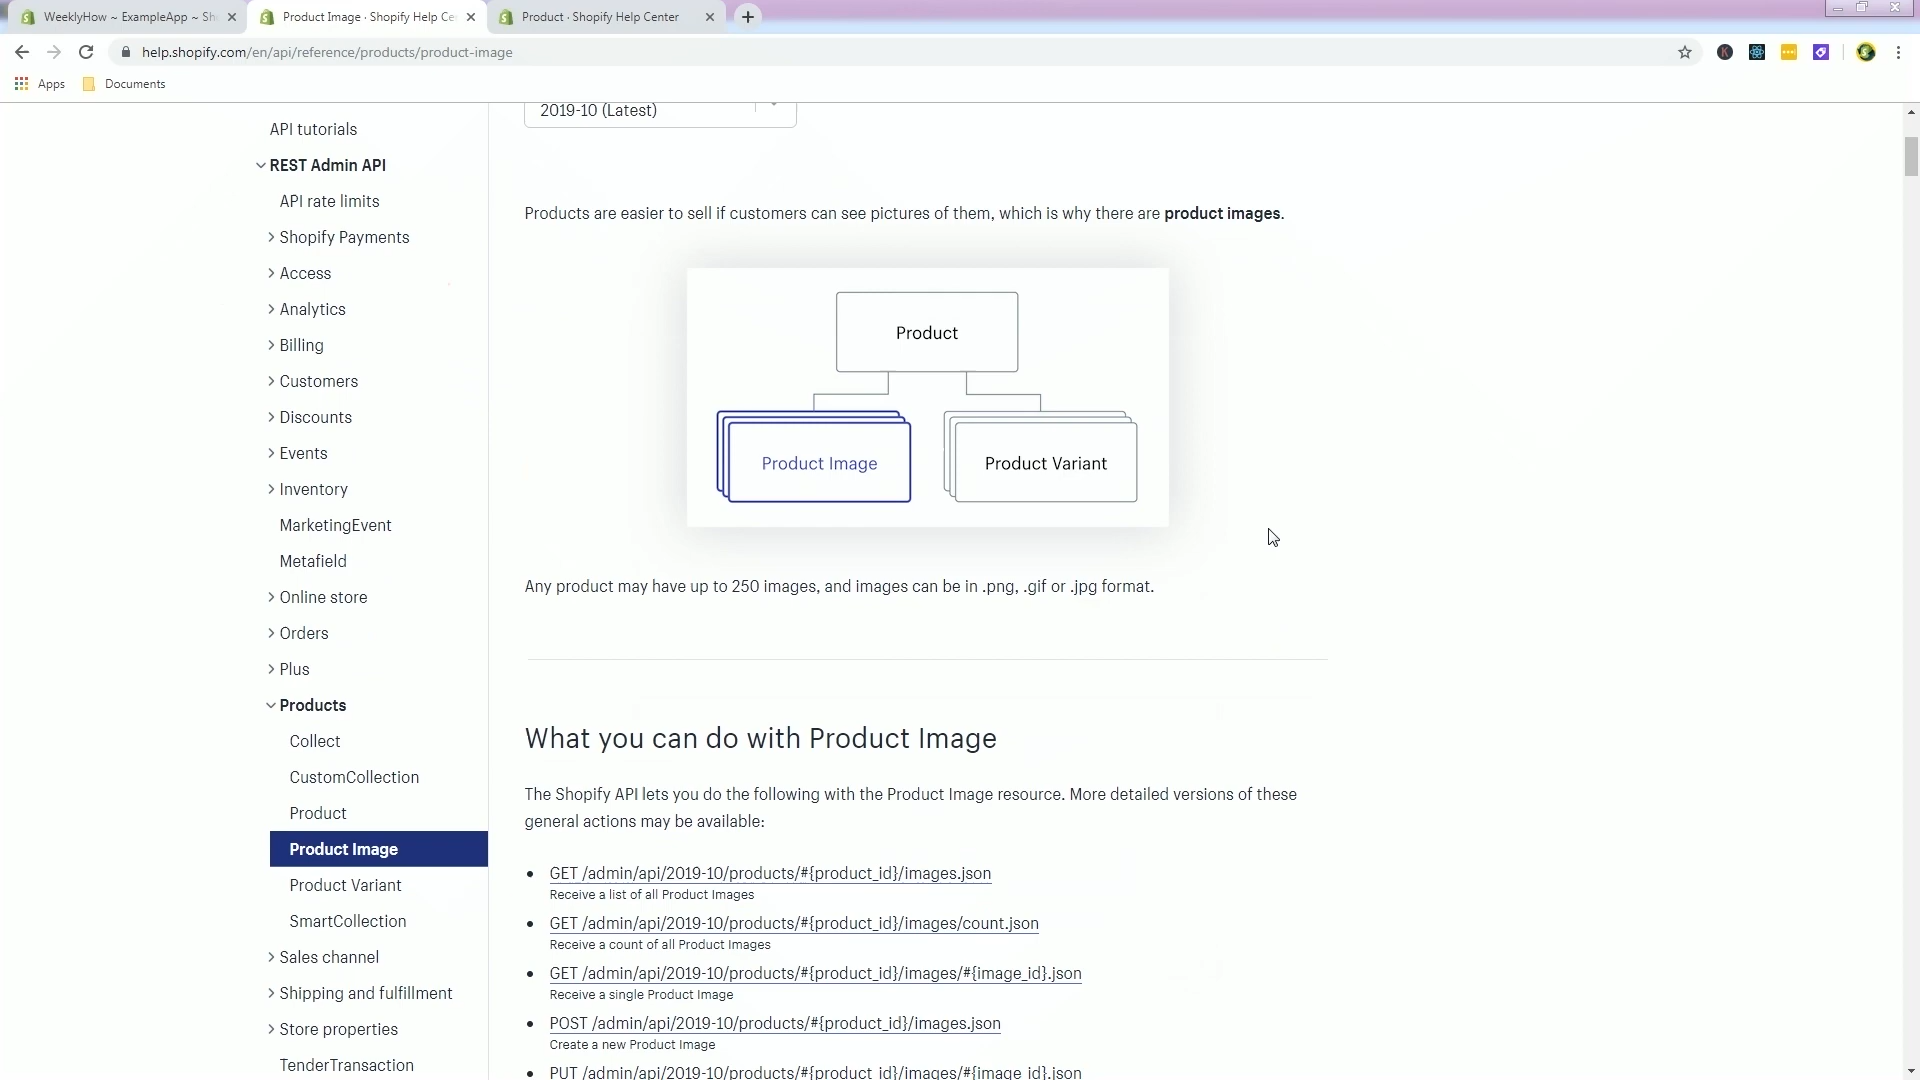 WeeklyHow ~ ExampleApp ~ Sh
Product Image · Shopify Help Ce
Product · Shopify Help Center
help.shopify.com/en/api/reference/products/product-image
Apps
Documents
API tutorials
REST Admin API
API rate limits
Shopify Payments
Access
Analytics
Billing
Customers
Discounts
Events
Inventory
MarketingEvent
Metafield
Online store
Orders
Plus
Products
Collect
CustomCollection
Product
Product Image
Product Variant
SmartCollection
Sales channel
Shipping and fulfillment
Store properties
TenderTransaction
2019-10 (Latest)
Products are easier to sell if customers can see pictures of them, which is why there are product images.
Product
Product Image
Product Variant
Any product may have up to 250 images, and images can be in .png, .gif or .jpg format.
What you can do with Product Image
The Shopify API lets you do the following with the Product Image resource. More detailed versions of these
general actions may be available:
• GET /admin/api/2019-10/products/#{product_id}/images.json
Receive a list of all Product Images
• GET /admin/api/2019-10/products/#{product_id}/images/count.json
Receive a count of all Product Images
• GET /admin/api/2019-10/products/#{product_id}/images/#{image_id}.json
Receive a single Product Image
• POST /admin/api/2019-10/products/#{product_id}/images.json
Create a new Product Image
• PUT /admin/api/2019-10/products/#{product_id}/images/#{image_id}.json